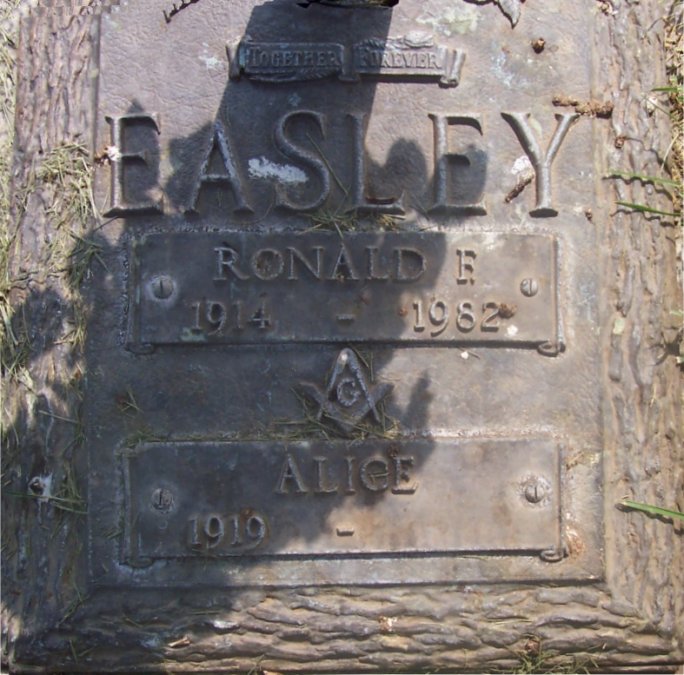 TOGETHER FOREVER
EASLEY
RONALD F.
1914 - 1982
G
ALICE
1919 -